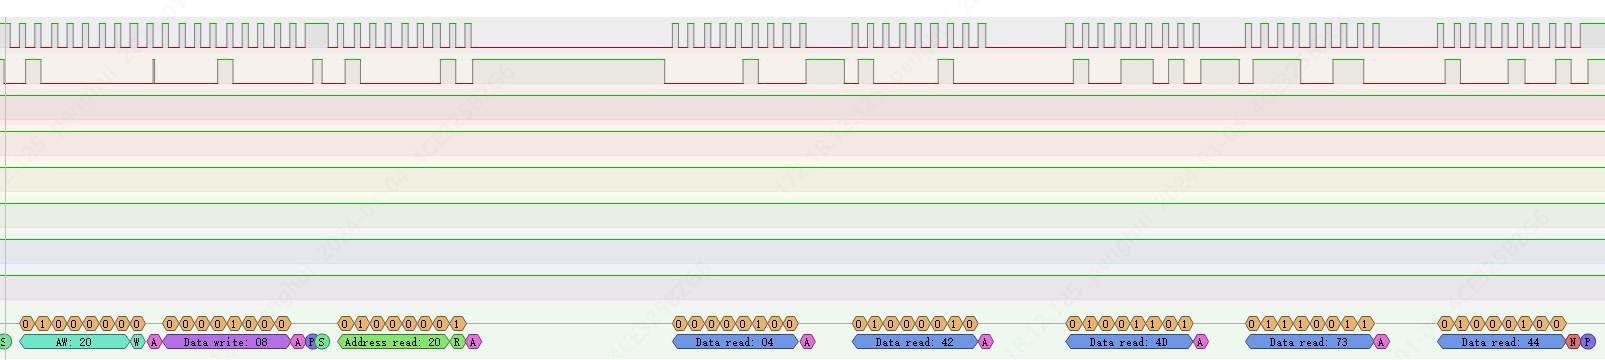 0 1 0 0 0 0 0 0 0 0 0 0 1 0 0 0 0 1 0 0 0 0 0 1 0 0 0 0 0 1 0 0 0 1 0 0 0 0 1 0 0 1 0 0 1 1 0 1 0 1 1 1 0 0 1 1 0 1 0 0 0 1 0 0
S AW: 20 W A Data write: 08 A P S Address read: 20 R A Data read: 04 A Data read: 42 A Data read: 4D A Data read: 73 A Data read: 44 N P